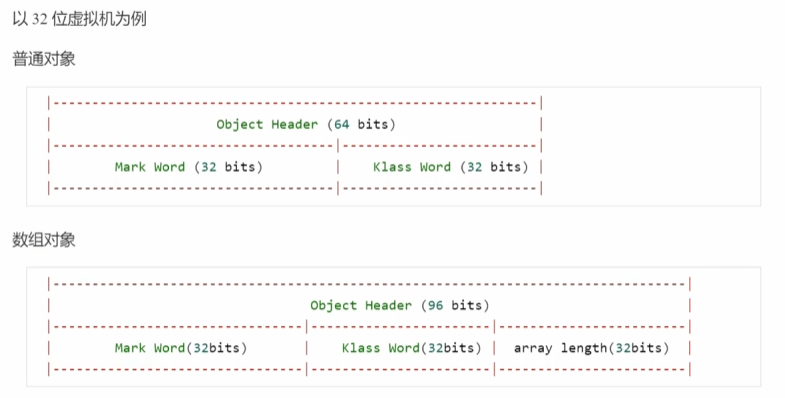 以 32 位虚拟机为例
普通对象
|--------------------------------------------------------------|
| Object Header (64 bits) |
|------------------------------------|-------------------------|
| Mark Word (32 bits) | Klass Word (32 bits) |
|------------------------------------|-------------------------|
数组对象
|---------------------------------------------------------------------------------|
| Object Header (96 bits) |
|--------------------------------|-----------------------|------------------------|
| Mark Word(32bits) | Klass Word(32bits) | array length(32bits) |
|--------------------------------|-----------------------|------------------------|